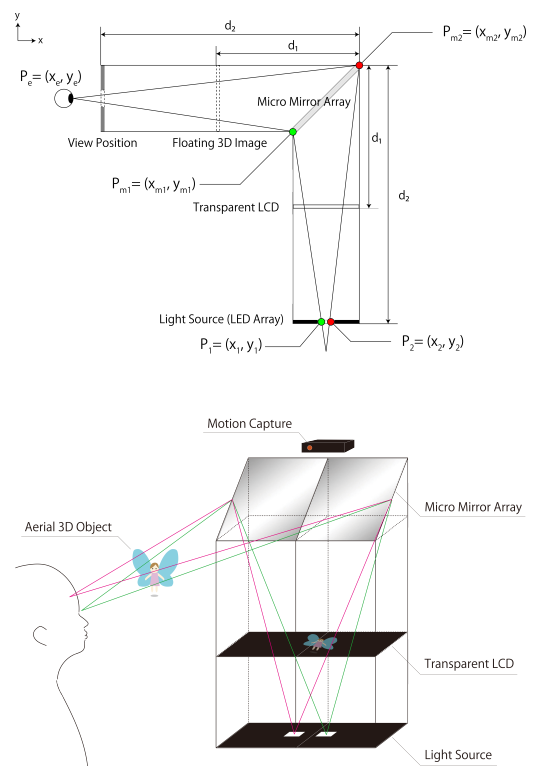 y
x
d2
d1
Pm2= (xm2, ym2)
Pe= (xe, ye)
Micro Mirror Array
View Position
Floating 3D Image
d1
Pm1= (xm1, ym1)
d2
Transparent LCD
Light Source (LED Array)
P1= (x1, y1)
P2= (x2, y2)
Motion Capture
Micro Mirror Array
Aerial 3D Object
Transparent LCD
Light Source